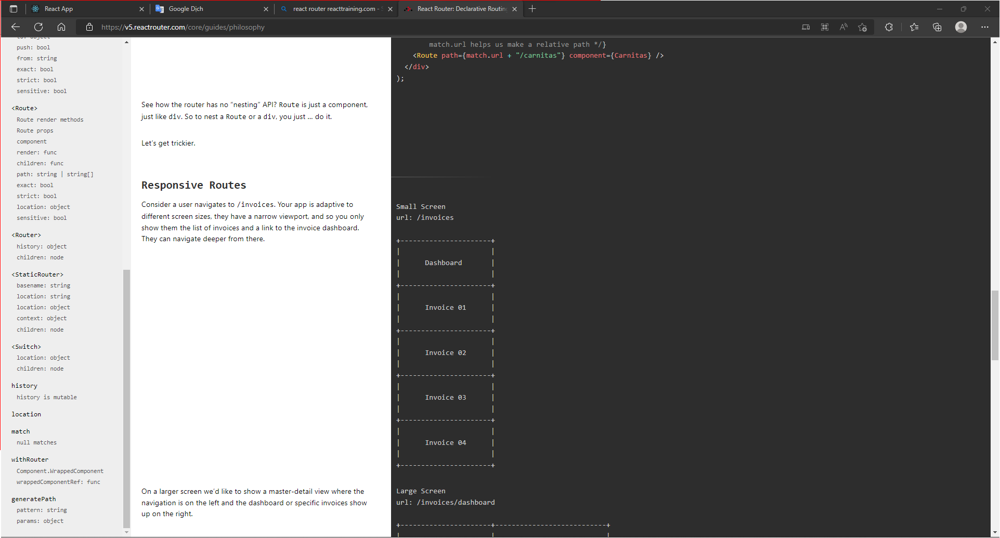 React App
Google Dịch
react router reacttraining.com -
React Router: Declarative Routing
https://v5.reactrouter.com/core/guides/philosophy
to: object
push: bool
from: string
exact: bool
strict: bool
sensitive: bool
<Route>
Route render methods
Route props
component
render: func
children: func
path: string | string[]
exact: bool
strict: bool
location: object
sensitive: bool
<Router>
history: object
children: node
<StaticRouter>
basename: string
location: string
location: object
context: object
children: node
<Switch>
location: object
children: node
history
history is mutable
location
match
null matches
withRouter
Component.WrappedComponent
wrappedComponentRef: func
generatePath
pattern: string
params: object
See how the router has no “nesting” API? Route is just a component,
just like div. So to nest a Route or a div, you just … do it.
Let’s get trickier.
Responsive Routes
Consider a user navigates to /invoices. Your app is adaptive to
different screen sizes, they have a narrow viewport, and so you only
show them the list of invoices and a link to the invoice dashboard.
They can navigate deeper from there.
On a larger screen we’d like to show a master-detail view where the
navigation is on the left and the dashboard or specific invoices show
up on the right.
match.url helps us make a relative path */}
<Route path={match.url + "/carnitas"} component={Carnitas} />
</div>
);
Small Screen
url: /invoices
+----------------------+
|                      |
|      Dashboard       |
|                      |
+----------------------+
|                      |
|      Invoice 01      |
|                      |
+----------------------+
|                      |
|      Invoice 02      |
|                      |
+----------------------+
|                      |
|      Invoice 03      |
|                      |
+----------------------+
|                      |
|      Invoice 04      |
|                      |
+----------------------+
Large Screen
url: /invoices/dashboard
+----------------------+---------------------------+
|                      |                           |